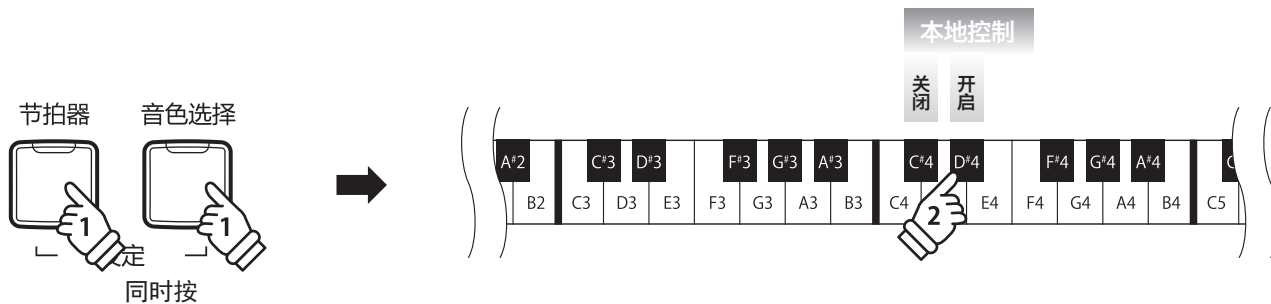 本地控制
关闭 开启
节拍器 音色选择
A#2 C#3 D#3 F#3 G#3 A#3 C#4 D#4 F#4 G#4 A#4
B2 C3 D3 E3 F3 G3 A3 B3 C4 E4 F4 G4 A4 B4 C5
1 1 2
定
同时按